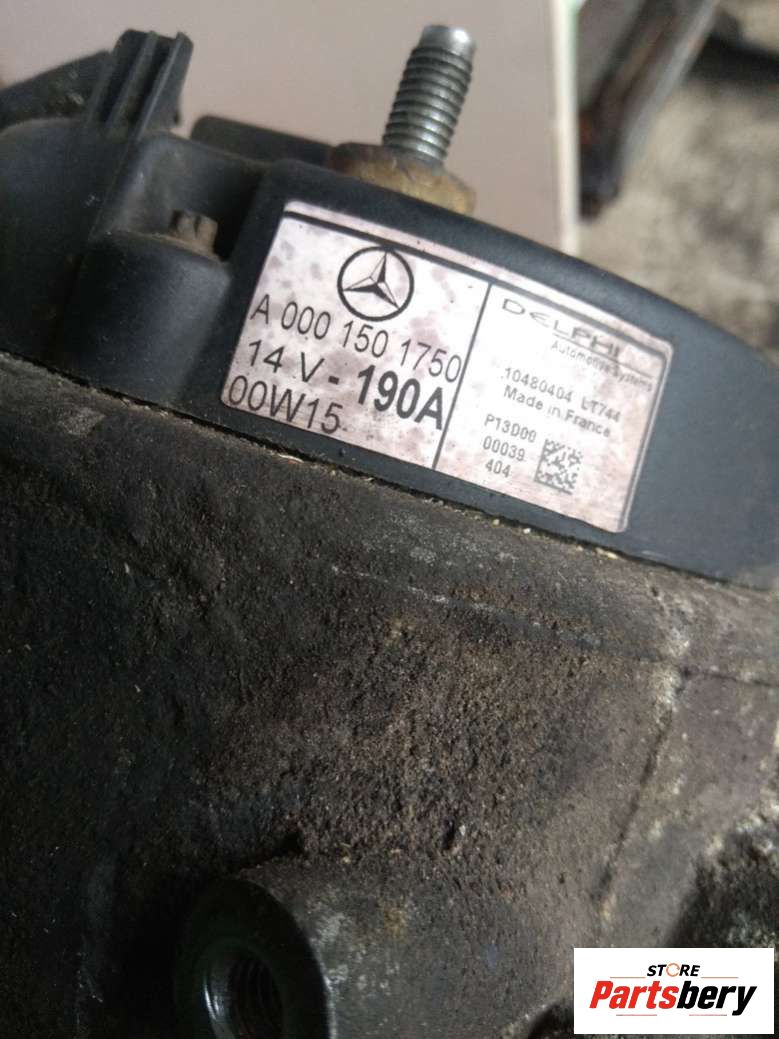 A 000 150 1750
14 V - 190A
00W15
DELPHI
Automotive Systems
10480404 LT744
Made in France
P13D00
00039
404
STORE
Partsbery